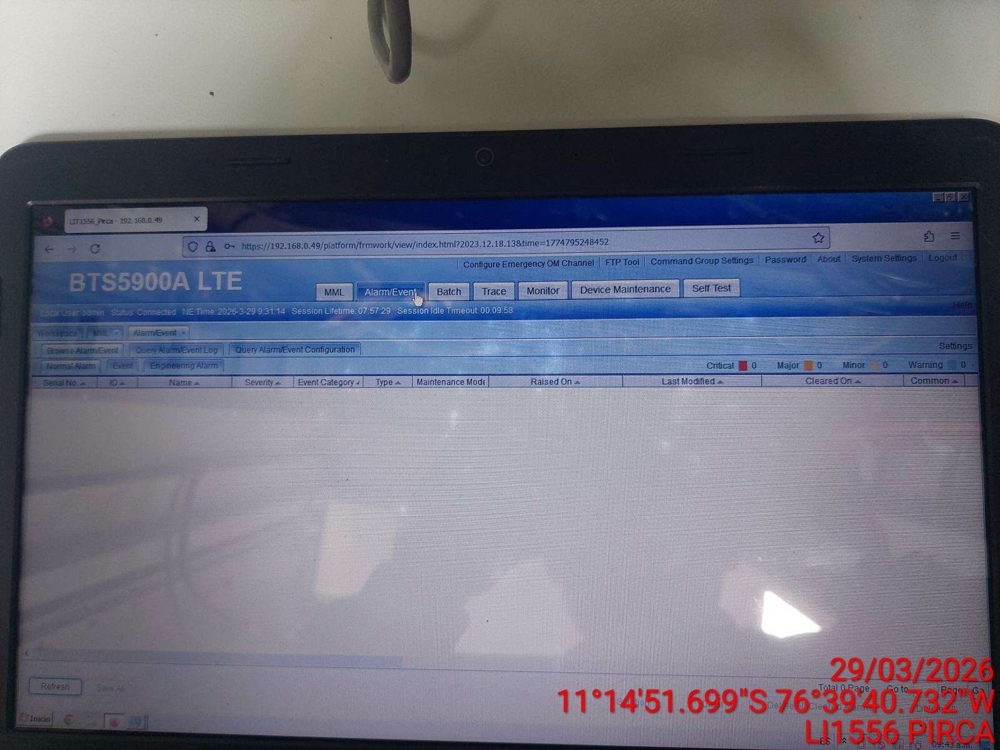 LIT1556_Pirca - 192.168.0.49
https://192.168.0.49/platform/frmwork/view/index.html?2023.12.18.13&time=1774795248452
Configure Emergency OM Channel FTP Tool Command Group Settings Password About System Settings Logout
BTS5900A LTE
MML Alarm/Event Batch Trace Monitor Device Maintenance Self Test
Local User: admin Status: Connected NE Time: 2026-3-29 9:31:14 Session Lifetime: 07:57:29 Session Idle Timeout: 00:09:58
Help
Workspace MML Alarm/Event
Browse Alarm/Event Query Alarm/Event Log Query Alarm/Event Configuration Settings
Normal Alarm Event Engineering Alarm Critical 0 Major 0 Minor 0 Warning 0
Serial No. ID Name Severity Event Category Type Maintenance Mode Raised On Last Modified Cleared On Common
Refresh Save All Total 0 Page Go to Page
29/03/2026
11°14'51.699"S 76°39'40.732"W
LI1556 PIRCA
Inicio ES 09:43 a.m.